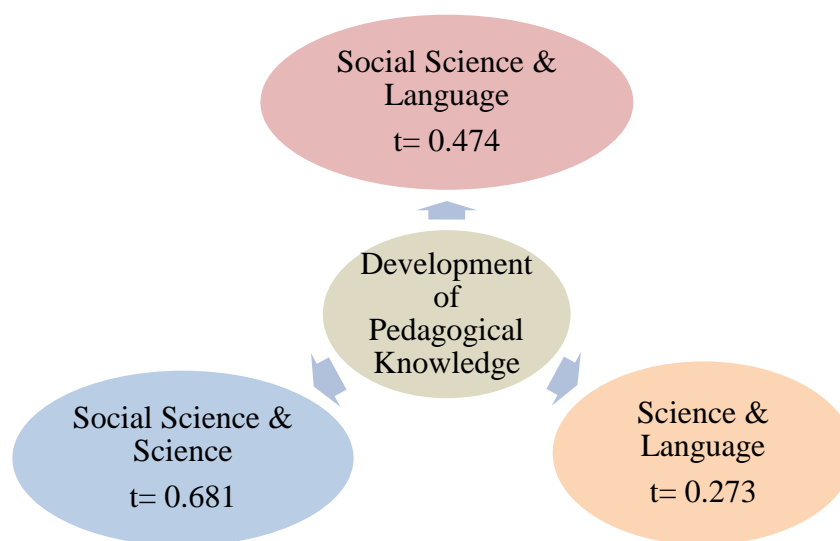 Social Science &
Language
t= 0.474
Development
of
Pedagogical
Knowledge
Social Science &
Science
t= 0.681
Science &
Language
t= 0.273